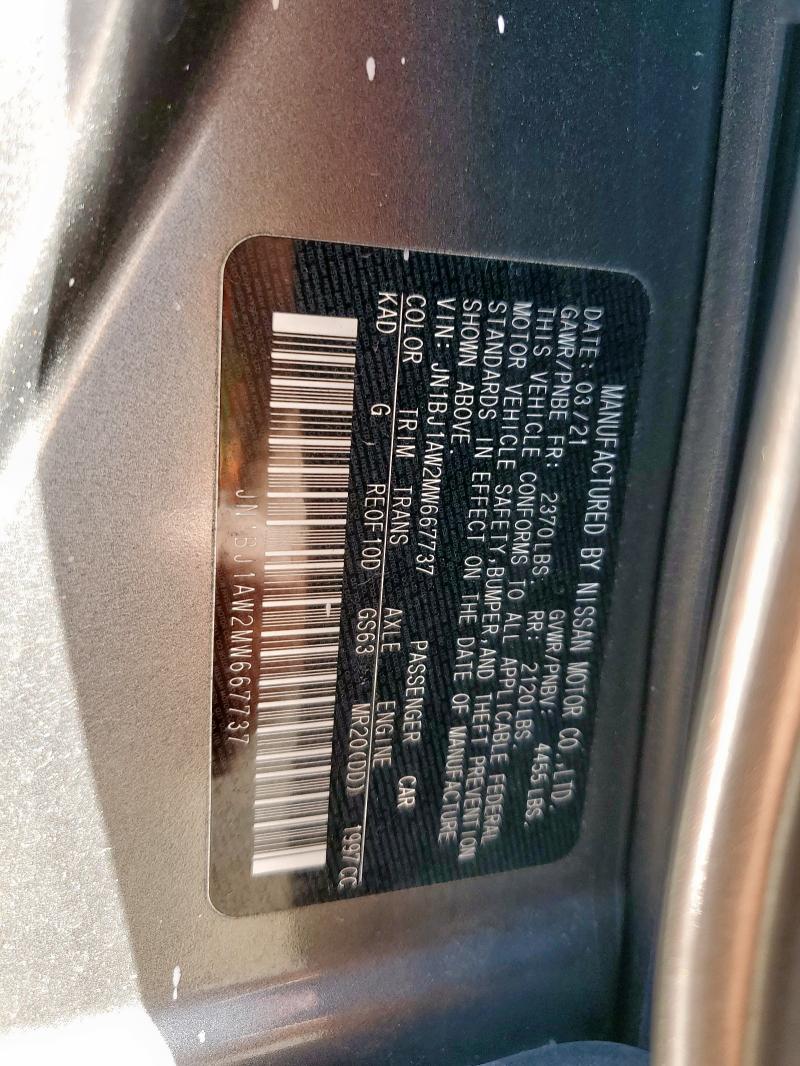 MANUFACTURED BY NISSAN MOTOR CO.,LTD.
DATE: 03/21 GVWR/PNBV: 4455 LBS.
GAWR/PNBE FR: 2370LBS. RR: 2120LBS.
THIS VEHICLE CONFORMS TO ALL APPLICABLE FEDERAL
MOTOR VEHICLE SAFETY,BUMPER,AND THEFT PREVENTION
STANDARDS IN EFFECT ON THE DATE OF MANUFACTURE
SHOWN ABOVE.
VIN: JN1BJ1AW2MW667737 PASSENGER CAR
COLOR TRIM TRANS AXLE ENGINE
KAD G REOF10D GS63 MR20(DD) 1997CC
JN1BJ1AW2MW667737